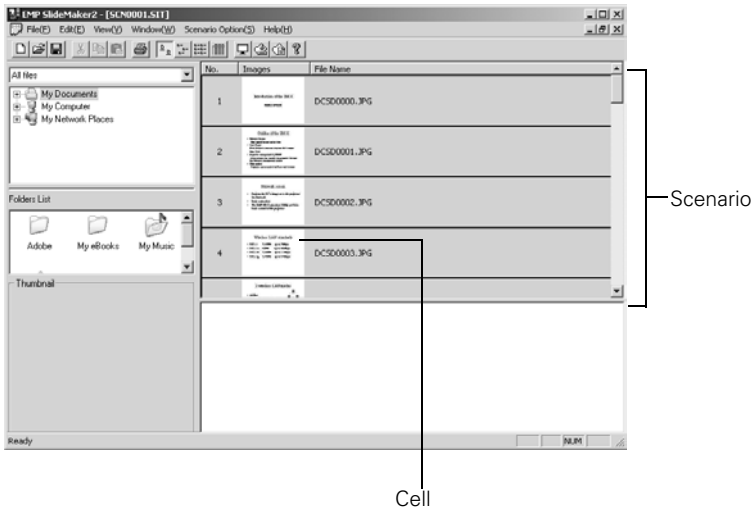 EMP SlideMaker2 - [SCN0001.SIT]
File(F) Edit(E) View(V) Window(W) Scenario Option(S) Help(H)
All files
My Documents
My Computer
My Network Places
Folders List
Adobe My eBooks My Music
Thumbnail
No. Images File Name
1 DCSD0000.JPG
2 DCSD0001.JPG
3 DCSD0002.JPG
4 DCSD0003.JPG
Ready NUM
Scenario
Cell